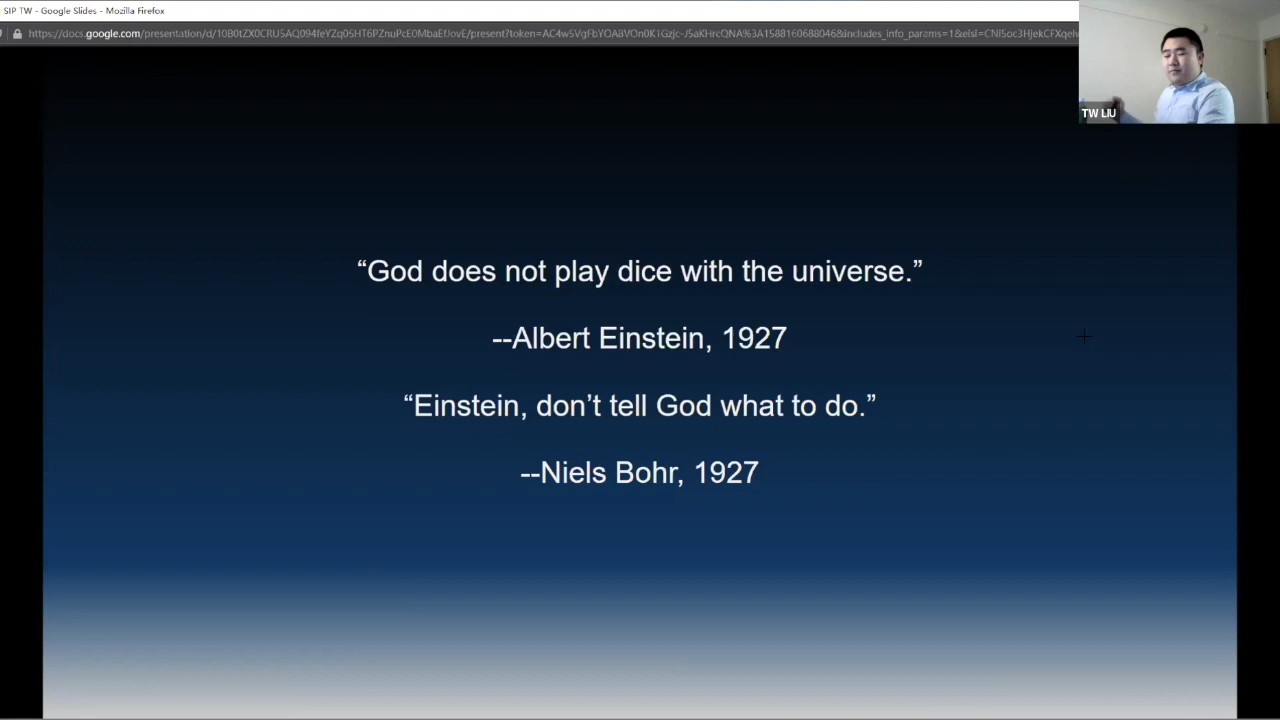 SIP TW - Google Slides - Mozilla Firefox
“God does not play dice with the universe.”
--Albert Einstein, 1927
“Einstein, don’t tell God what to do.”
--Niels Bohr, 1927
TW LIU